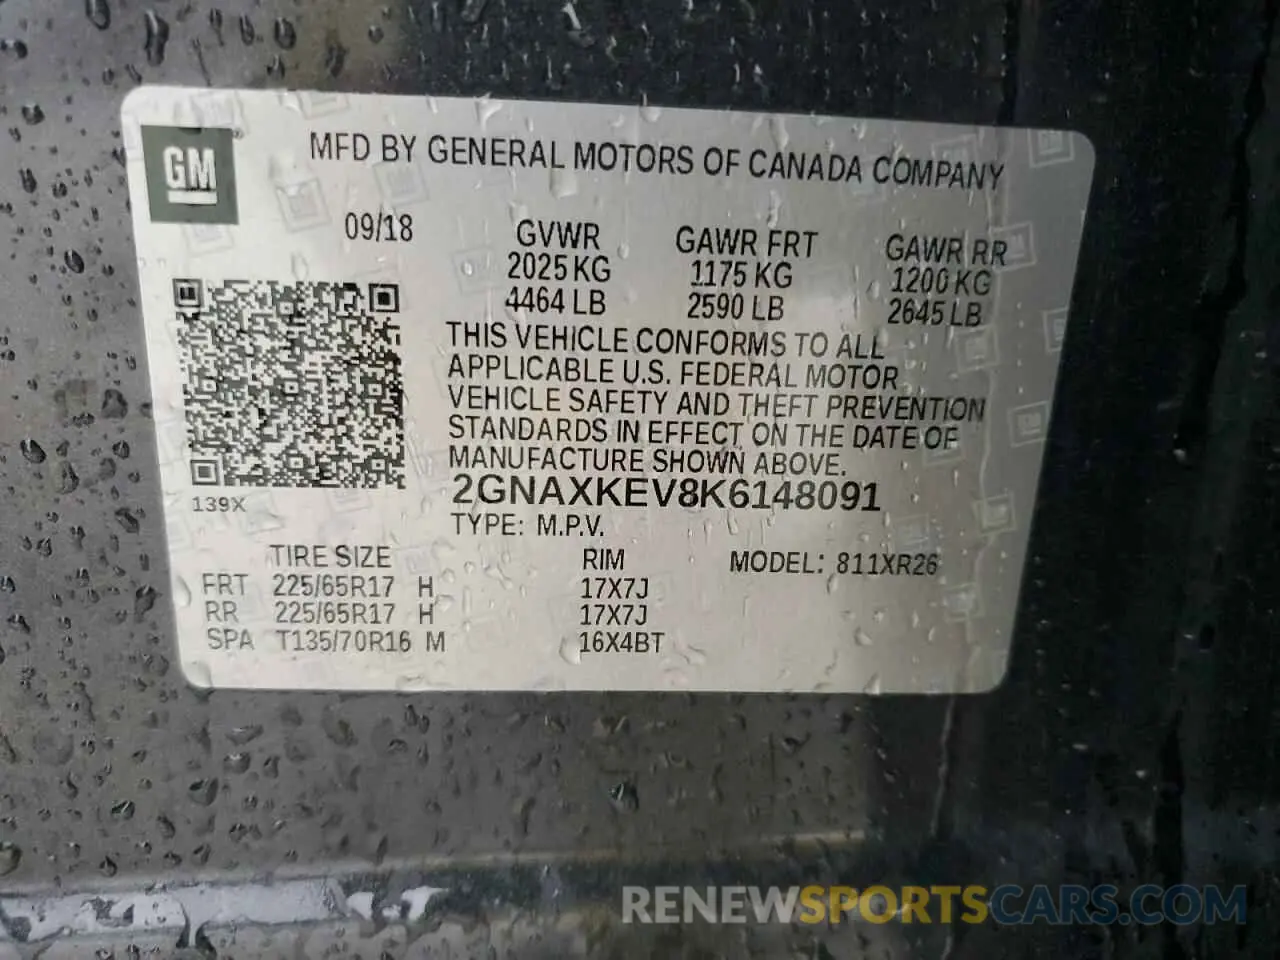 GM
MFD BY GENERAL MOTORS OF CANADA COMPANY
09/18 GVWR GAWR FRT GAWR RR
2025 KG 1175 KG 1200 KG
4464 LB 2590 LB 2645 LB
THIS VEHICLE CONFORMS TO ALL
APPLICABLE U.S. FEDERAL MOTOR
VEHICLE SAFETY AND THEFT PREVENTION
STANDARDS IN EFFECT ON THE DATE OF
MANUFACTURE SHOWN ABOVE.
139X
2GNAXKEV8K6148091
TYPE: M.P.V.
TIRE SIZE RIM MODEL: 811XR26
FRT 225/65R17 H 17X7J
RR 225/65R17 H 17X7J
SPA T135/70R16 M 16X4BT
RENEWSPORTSCARS.COM